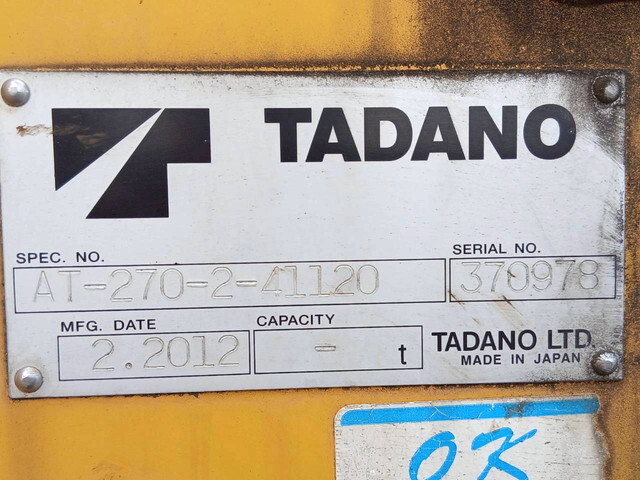 TADANO
SPEC. NO.
AT-270-2-41120
SERIAL NO.
370978
MFG. DATE
2.2012
CAPACITY
- t
TADANO LTD.
MADE IN JAPAN
OK